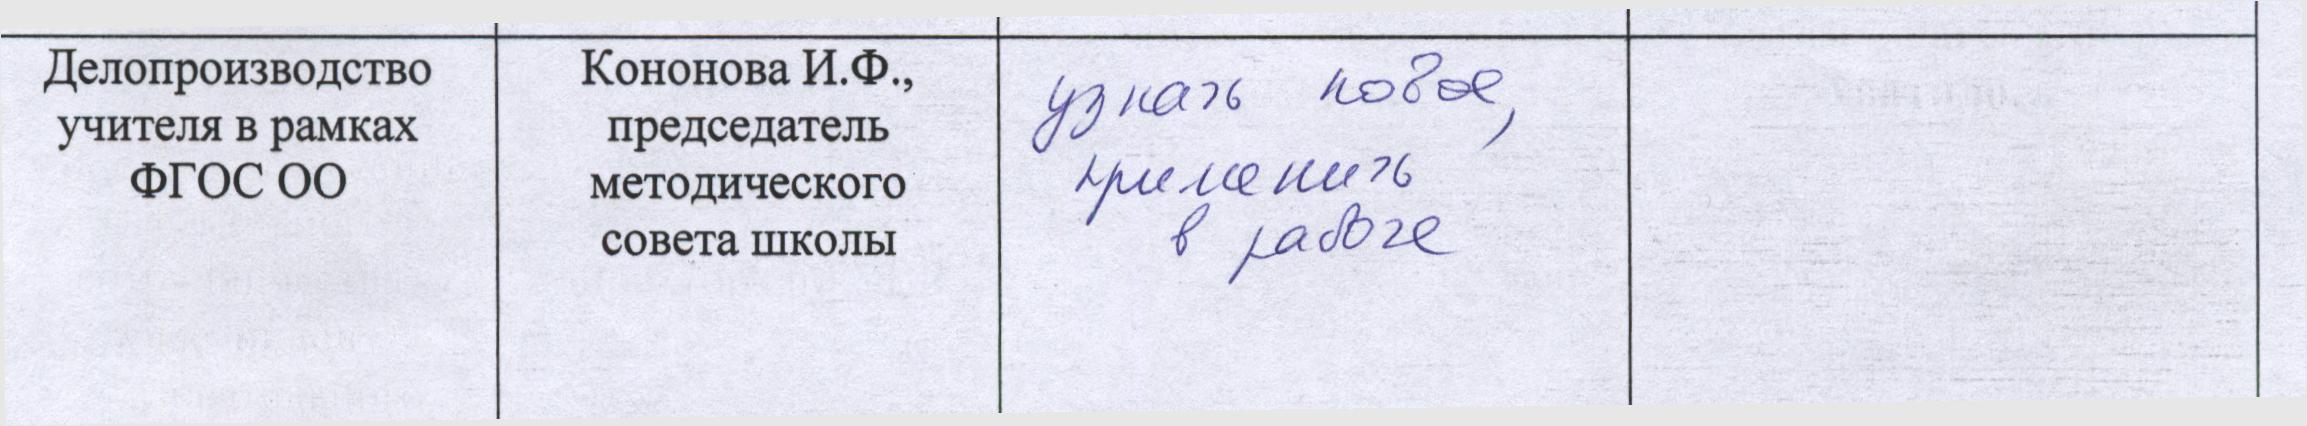 Делопроизводство
учителя в рамках
ФГОС ОО
Кононова И.Ф.,
председатель
методического
совета школы
узнать новое,
применить
в работе